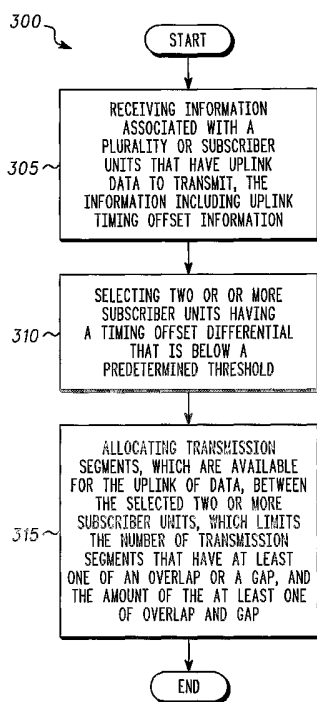 300
START
RECEIVING INFORMATION
ASSOCIATED WITH A
PLURALITY OR SUBSCRIBER
UNITS THAT HAVE UPLINK
DATA TO TRANSMIT, THE
INFORMATION INCLUDING UPLINK
TIMING OFFSET INFORMATION
305
SELECTING TWO OR OR MORE
SUBSCRIBER UNITS HAVING
A TIMING OFFSET DIFFERENTIAL
THAT IS BELOW A
PREDETERMINED THRESHOLD
310
ALLOCATING TRANSMISSION
SEGMENTS, WHICH ARE AVAILABLE
FOR THE UPLINK OF DATA, BETWEEN
THE SELECTED TWO OR MORE
SUBSCRIBER UNITS, WHICH LIMITS
THE NUMBER OF TRANSMISSION
SEGMENTS THAT HAVE AT LEAST
ONE OF AN OVERLAP OR A GAP, AND
THE AMOUNT OF THE AT LEAST ONE
OF OVERLAP AND GAP
315
END